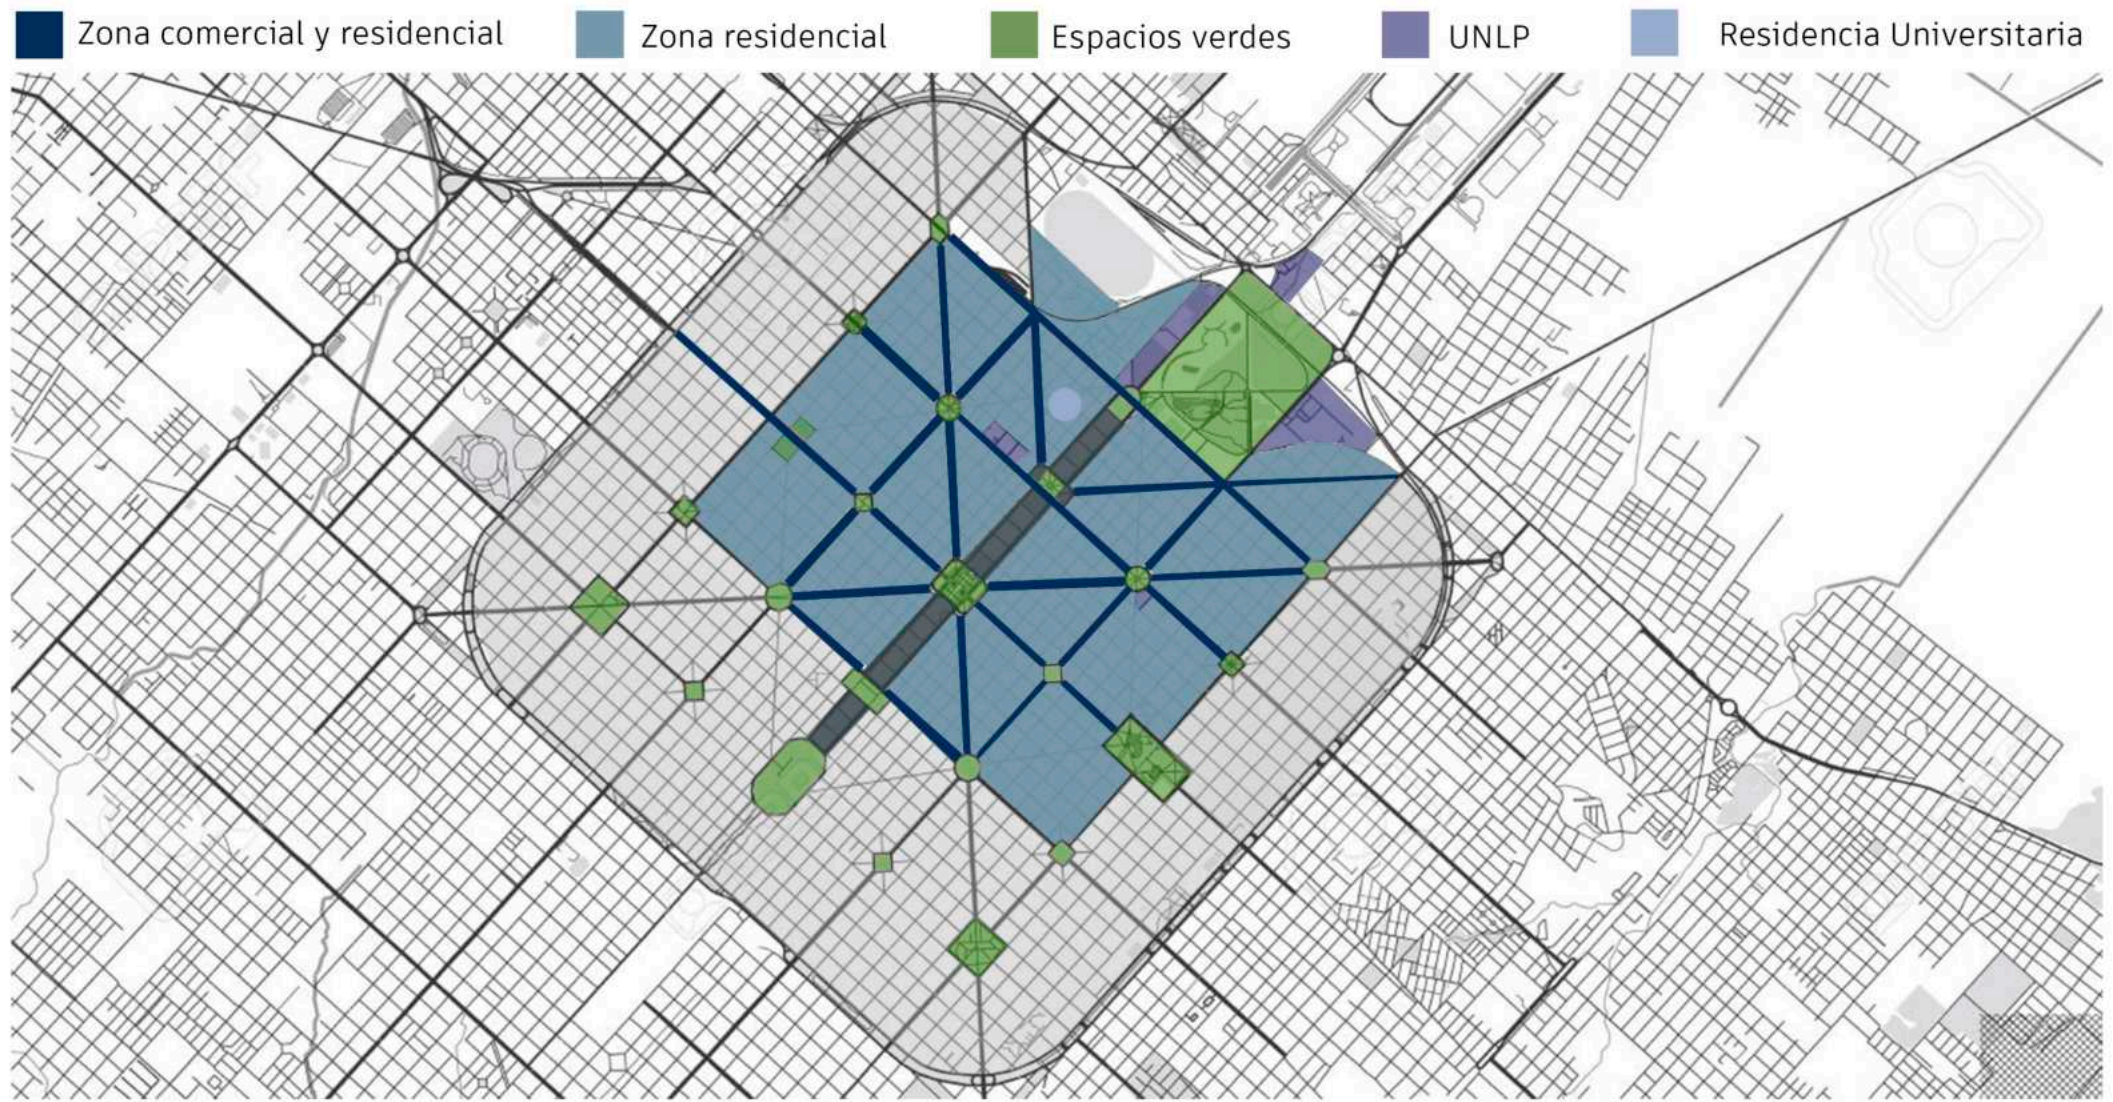 Zona comercial y residencial
Zona residencial
Espacios verdes
UNLP
Residencia Universitaria